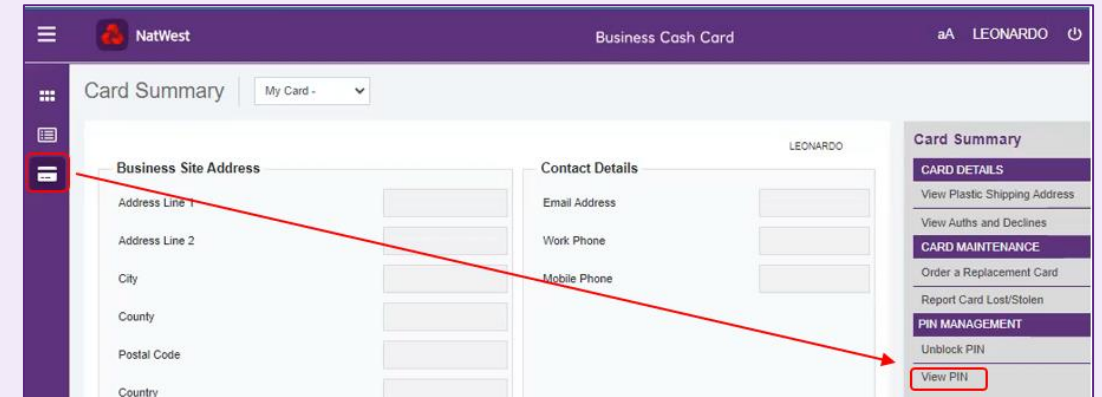 NatWest
Business Cash Card
aA LEONARDO
Card Summary
My Card -
LEONARDO
Business Site Address
Address Line 1
Address Line 2
City
County
Postal Code
Country
Contact Details
Email Address
Work Phone
Mobile Phone
Card Summary
CARD DETAILS
View Plastic Shipping Address
View Auths and Declines
CARD MAINTENANCE
Order a Replacement Card
Report Card Lost/Stolen
PIN MANAGEMENT
Unblock PIN
View PIN